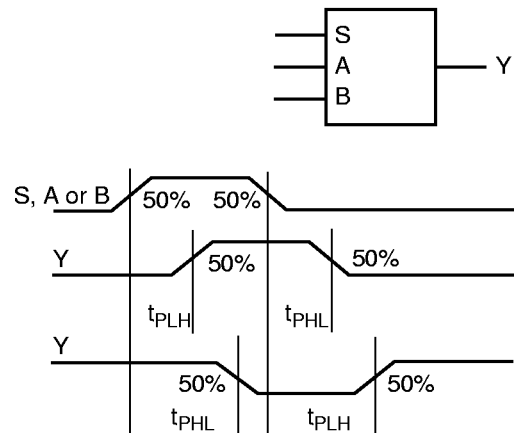 S
A Y
B
S, A or B 50% 50%
Y 50% 50%
tPLH tPHL
Y 50% 50%
tPHL tPLH